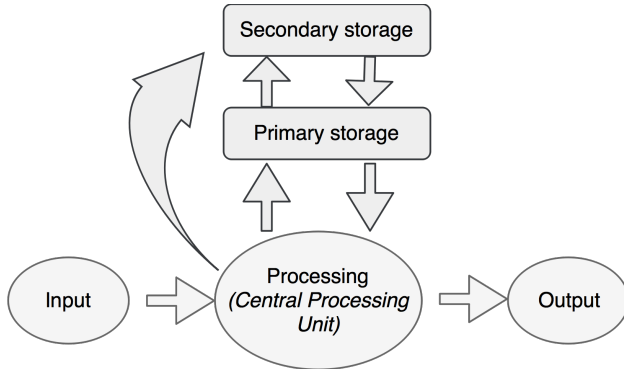 Secondary storage
Primary storage
Processing
(Central Processing
Unit)
Input
Output